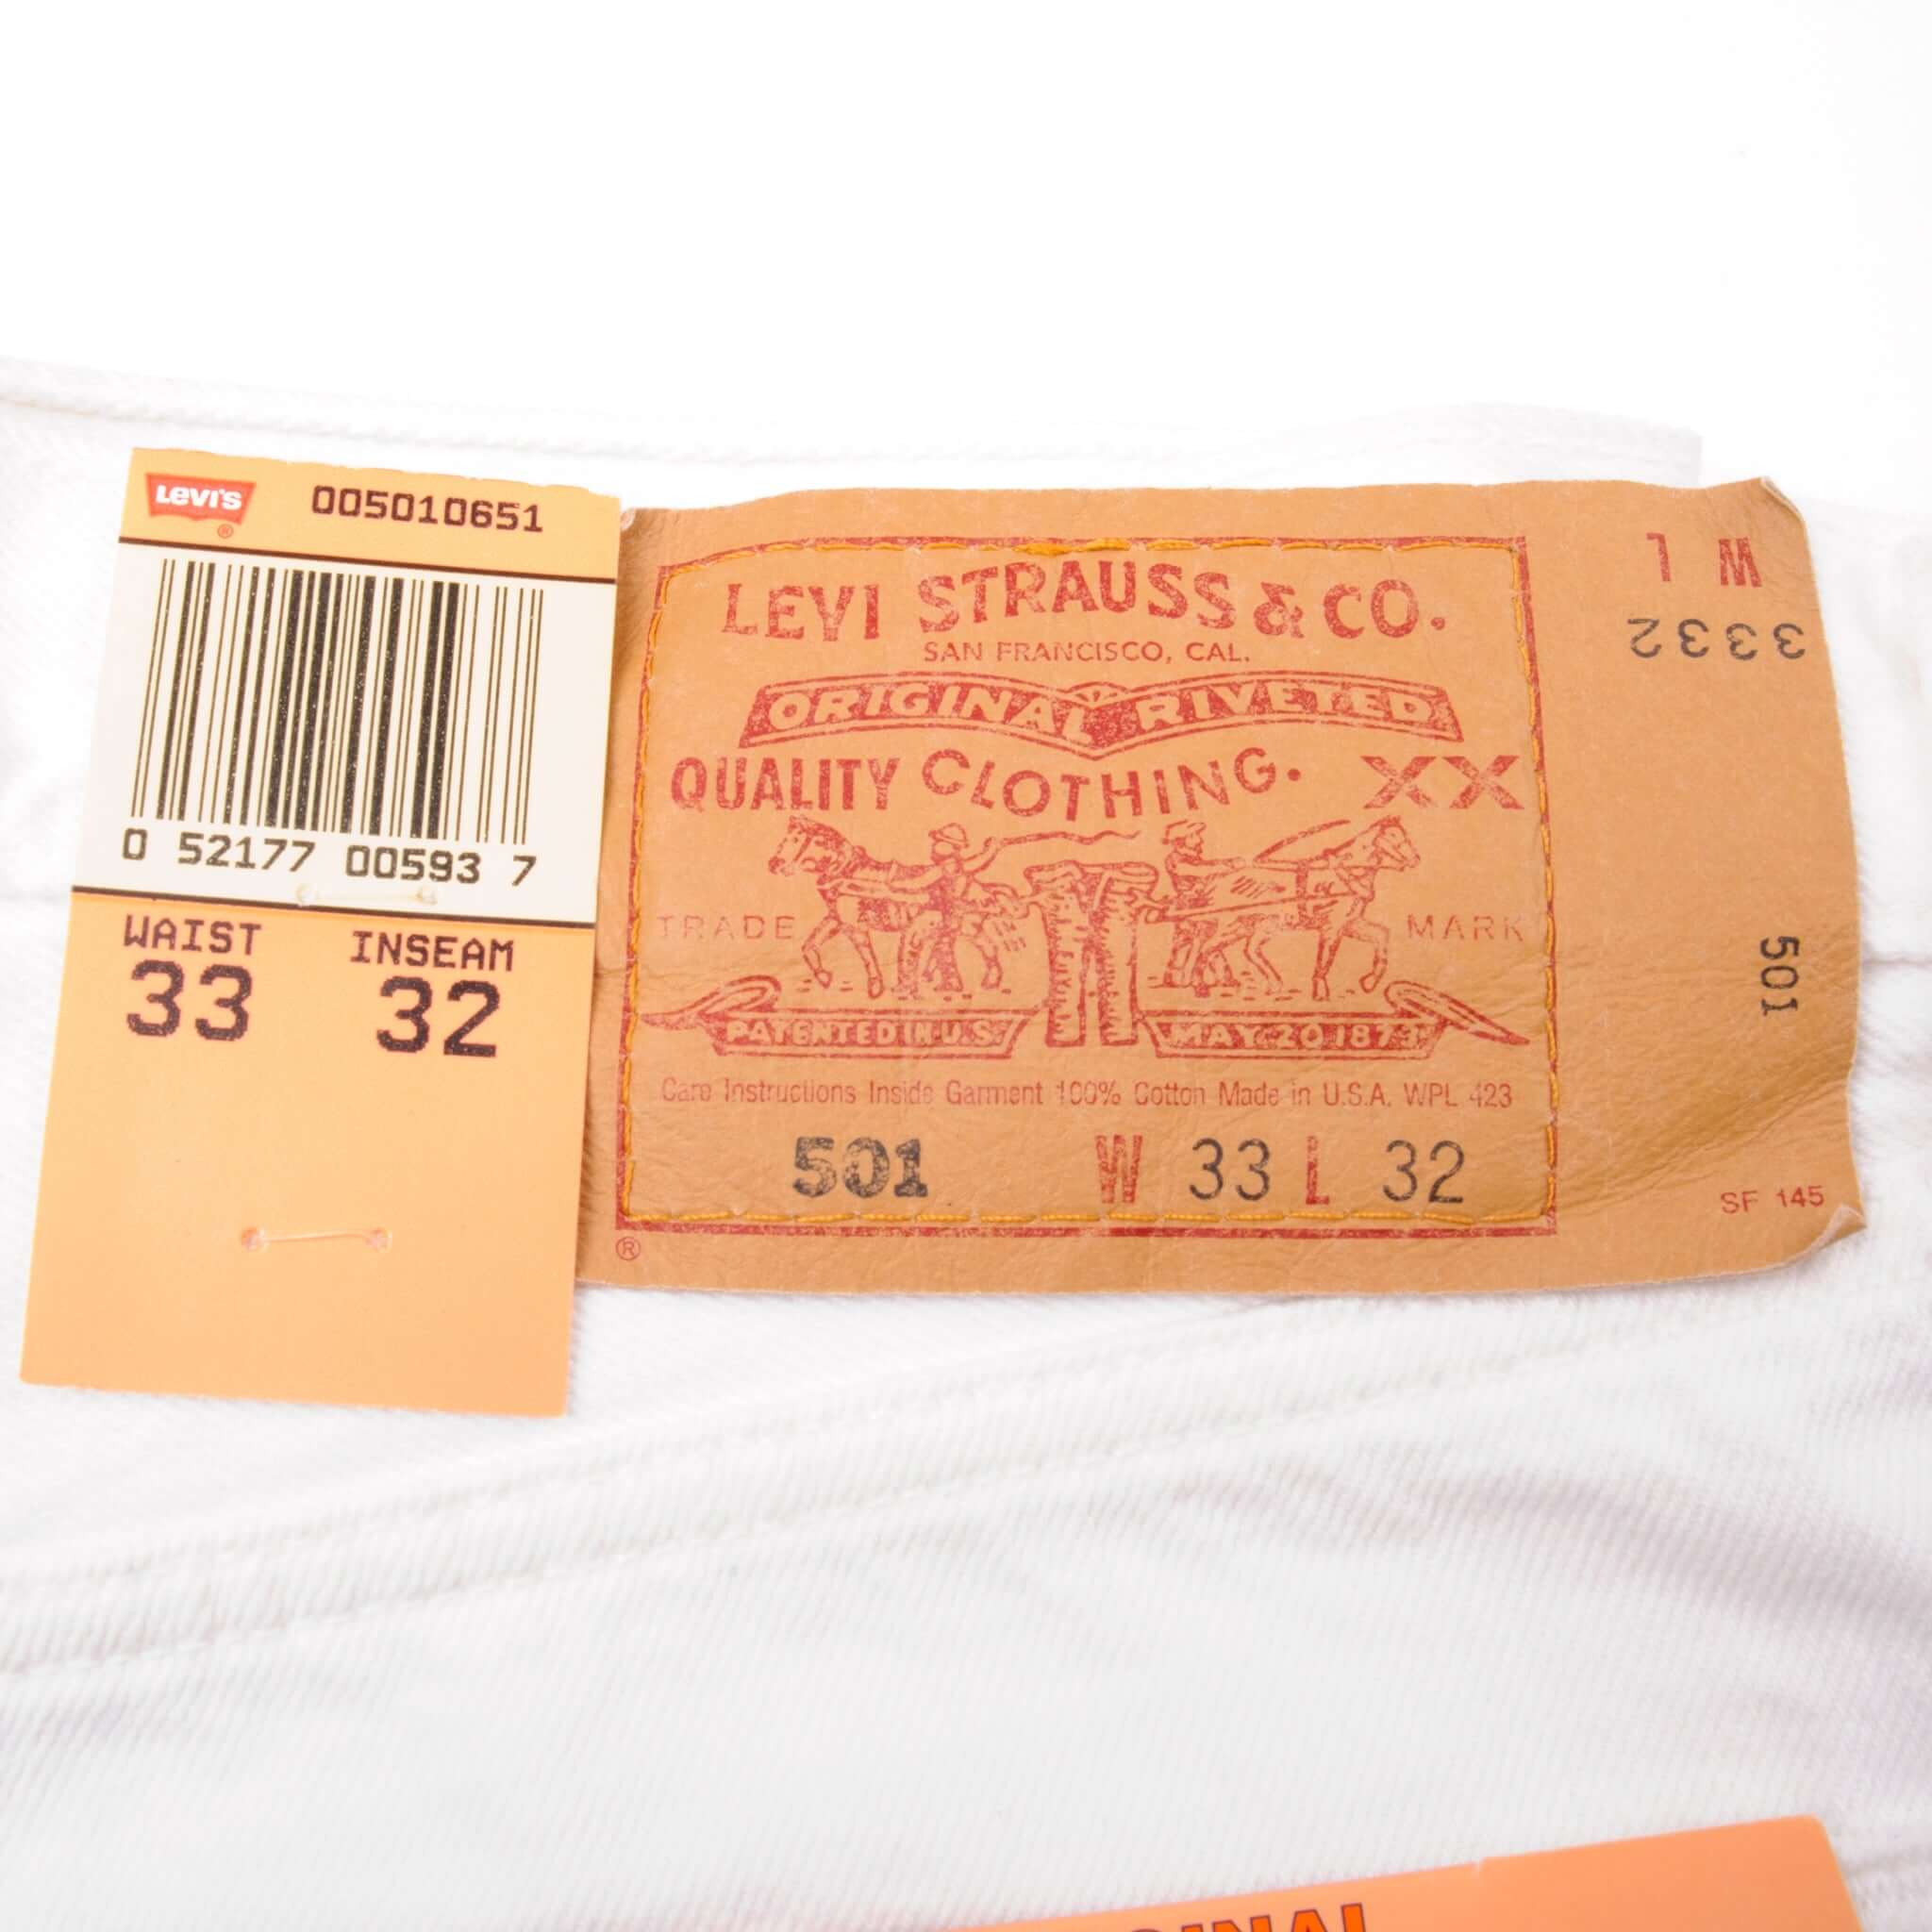 LEVI'S ® 005010651
0 52177 00593 7
WAIST INSEAM
33 32
LEVI STRAUSS & CO.
SAN FRANCISCO, CAL.
ORIGINAL RIVETED
QUALITY CLOTHING. XX
TRADE MARK
PATENTED IN U.S. MAY 20 1873
Care Instructions Inside Garment 100% Cotton Made in U.S.A. WPL 423
501 W 33 L 32
®
W L
3332
501
SF 145